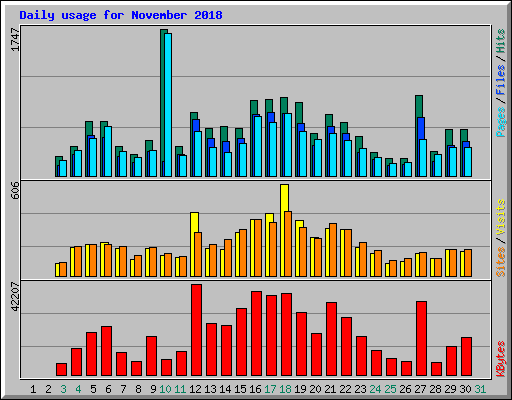 Daily usage for November 2018
1747
Pages / Files / Hits
606
Sites / Visits
42207
KBytes
1 2 3 4 5 6 7 8 9 10 11 12 13 14 15 16 17 18 19 20 21 22 23 24 25 26 27 28 29 30 31